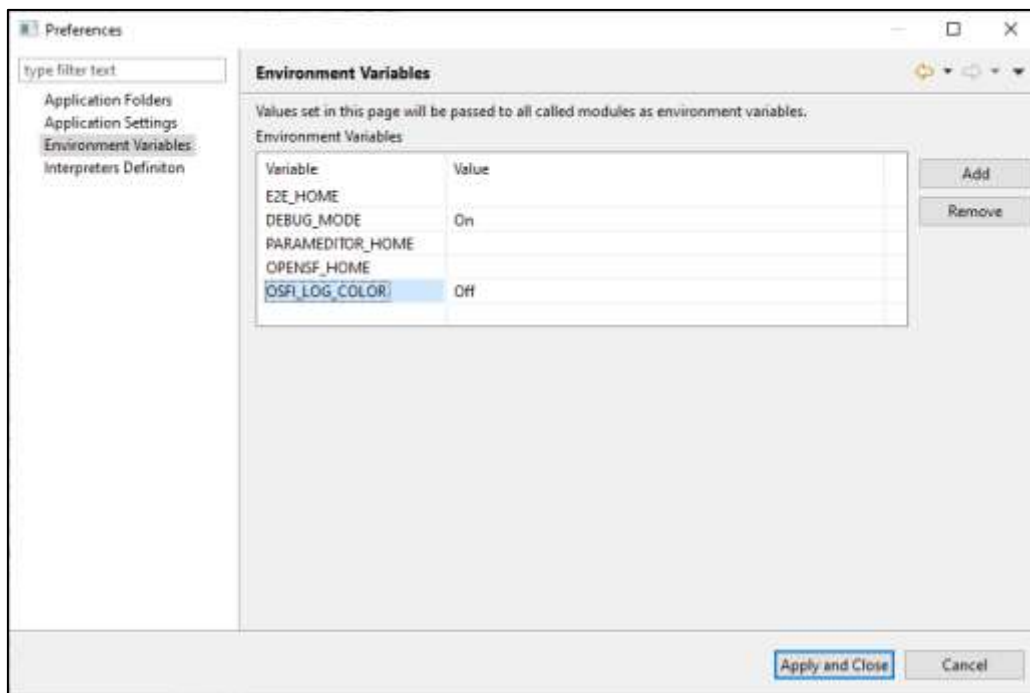 Preferences
type filter text
Application Folders
Application Settings
Environment Variables
Interpreters Definiton
Environment Variables
Values set in this page will be passed to all called modules as environment variables.
Environment Variables
Variable Value
E2E_HOME
DEBUG_MODE On
PARAMEDITOR_HOME
OPENSF_HOME
OSFI_LOG_COLOR Off
Add
Remove
Apply and Close Cancel